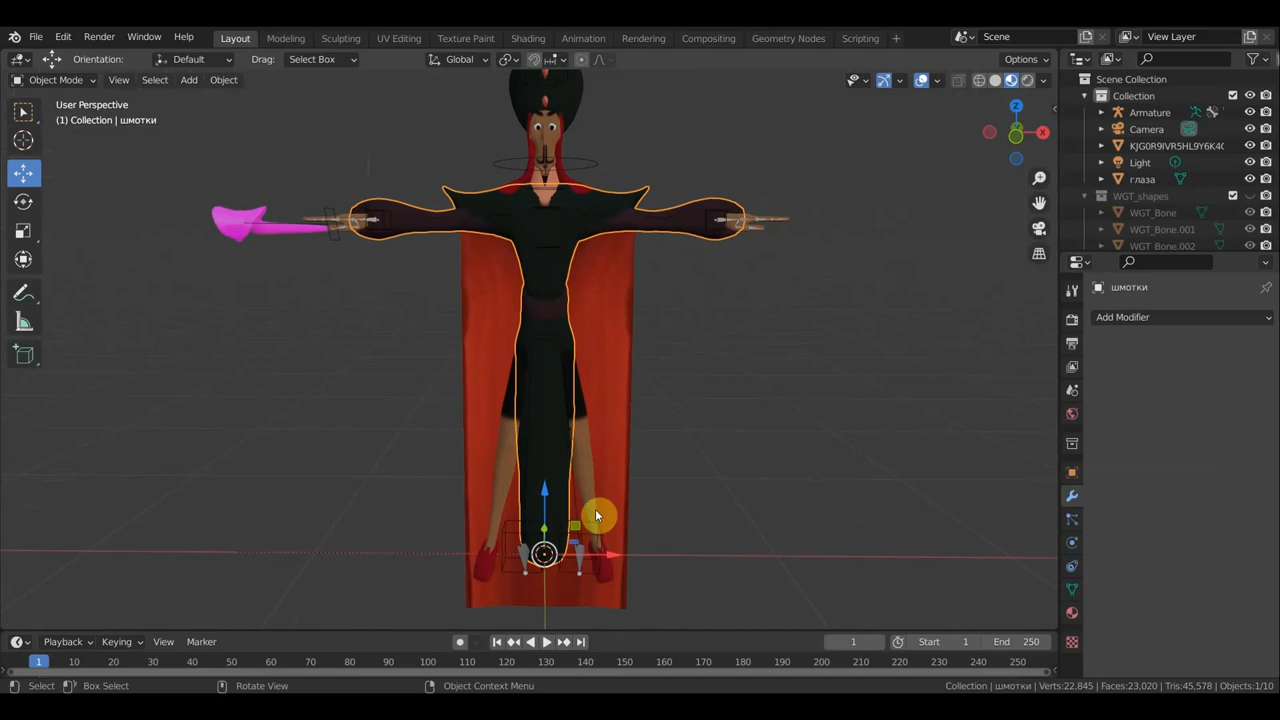 File Edit Render Window Help Layout Modeling Sculpting UV Editing Texture Paint Shading Animation Rendering Compositing Geometry Nodes Scripting + Scene View Layer
Orientation: Default Drag: Select Box Global Options
Object Mode View Select Add Object
User Perspective
(1) Collection | шмотки
Z
X
Scene Collection
Collection
Armature
Camera
KJG0R9IVR5HL9Y6K4
Light
глаза
WGT_shapes
WGT_Bone
WGT_Bone.001
WGT_Bone.002
шмотки
Add Modifier
Playback Keying View Marker 1 Start 1 End 250
1 10 20 30 40 50 60 70 80 90 100 110 120 130 140 150 160 170 180 190 200 210 220 230 240 250
Select Box Select Rotate View Object Context Menu Collection | шмотки | Verts:22,845 | Faces:23,020 | Tris:45,578 | Objects:1/10